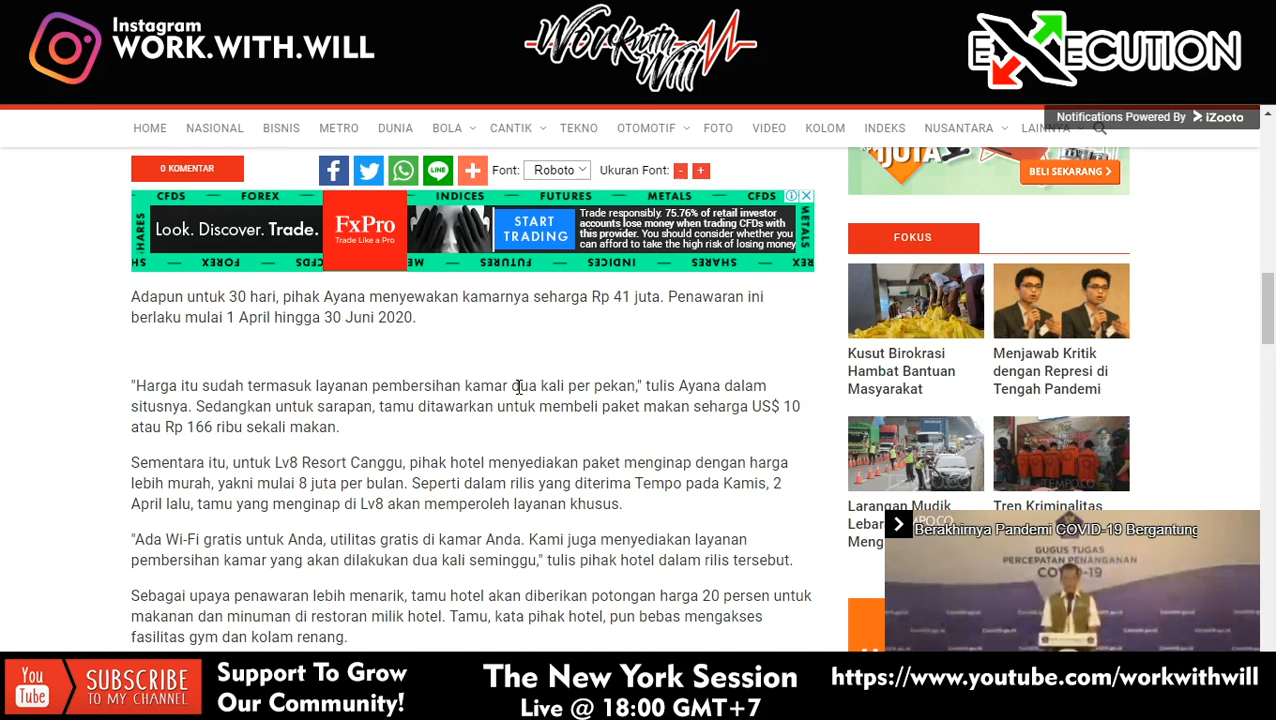 Instagram
WORK.WITH.WILL
Work with Will
EXECUTION
Notifications Powered By iZooto
HOME NASIONAL BISNIS METRO DUNIA BOLA CANTIK TEKNO OTOMOTIF FOTO VIDEO KOLOM INDEKS NUSANTARA LAINNYA
0 KOMENTAR
Font: Roboto Ukuran Font: - +
JUTA
BELI SEKARANG
CFDS FOREX INDICES FUTURES METALS CFDS
SHARES
Look. Discover. Trade.
FxPro
Trade Like a Pro
START
TRADING
Trade responsibly: 75.76% of retail investor
accounts lose money when trading CFDs with
this provider. You should consider whether you
can afford to take the high risk of losing money
METALS
FOREX FUTURES INDICES SHARES FOREX
FOKUS
Adapun untuk 30 hari, pihak Ayana menyewakan kamarnya seharga Rp 41 juta. Penawaran ini
berlaku mulai 1 April hingga 30 Juni 2020.
"Harga itu sudah termasuk layanan pembersihan kamar dua kali per pekan," tulis Ayana dalam
situsnya. Sedangkan untuk sarapan, tamu ditawarkan untuk membeli paket makan seharga US$ 10
atau Rp 166 ribu sekali makan.
Sementara itu, untuk Lv8 Resort Canggu, pihak hotel menyediakan paket menginap dengan harga
lebih murah, yakni mulai 8 juta per bulan. Seperti dalam rilis yang diterima Tempo pada Kamis, 2
April lalu, tamu yang menginap di Lv8 akan memperoleh layanan khusus.
"Ada Wi-Fi gratis untuk Anda, utilitas gratis di kamar Anda. Kami juga menyediakan layanan
pembersihan kamar yang akan dilakukan dua kali seminggu," tulis pihak hotel dalam rilis tersebut.
Sebagai upaya penawaran lebih menarik, tamu hotel akan diberikan potongan harga 20 persen untuk
makanan dan minuman di restoran milik hotel. Tamu, kata pihak hotel, pun bebas mengakses
fasilitas gym dan kolam renang.
Kusut Birokrasi
Hambat Bantuan
Masyarakat
Menjawab Kritik
dengan Represi di
Tengah Pandemi
TEMPO.CO
Larangan Mudik
Lebar
Meng
Tren Kriminalitas
TEMPO.CO
Berakhirnya Pandemi COVID-19 Bergantung
GUGUS TUGAS
PERCEPATAN PENANGANAN
COVID-19
You
Tube
SUBSCRIBE
TO MY CHANNEL
Support To Grow
Our Community!
The New York Session
Live @ 18:00 GMT+7
https://www.youtube.com/workwithwill